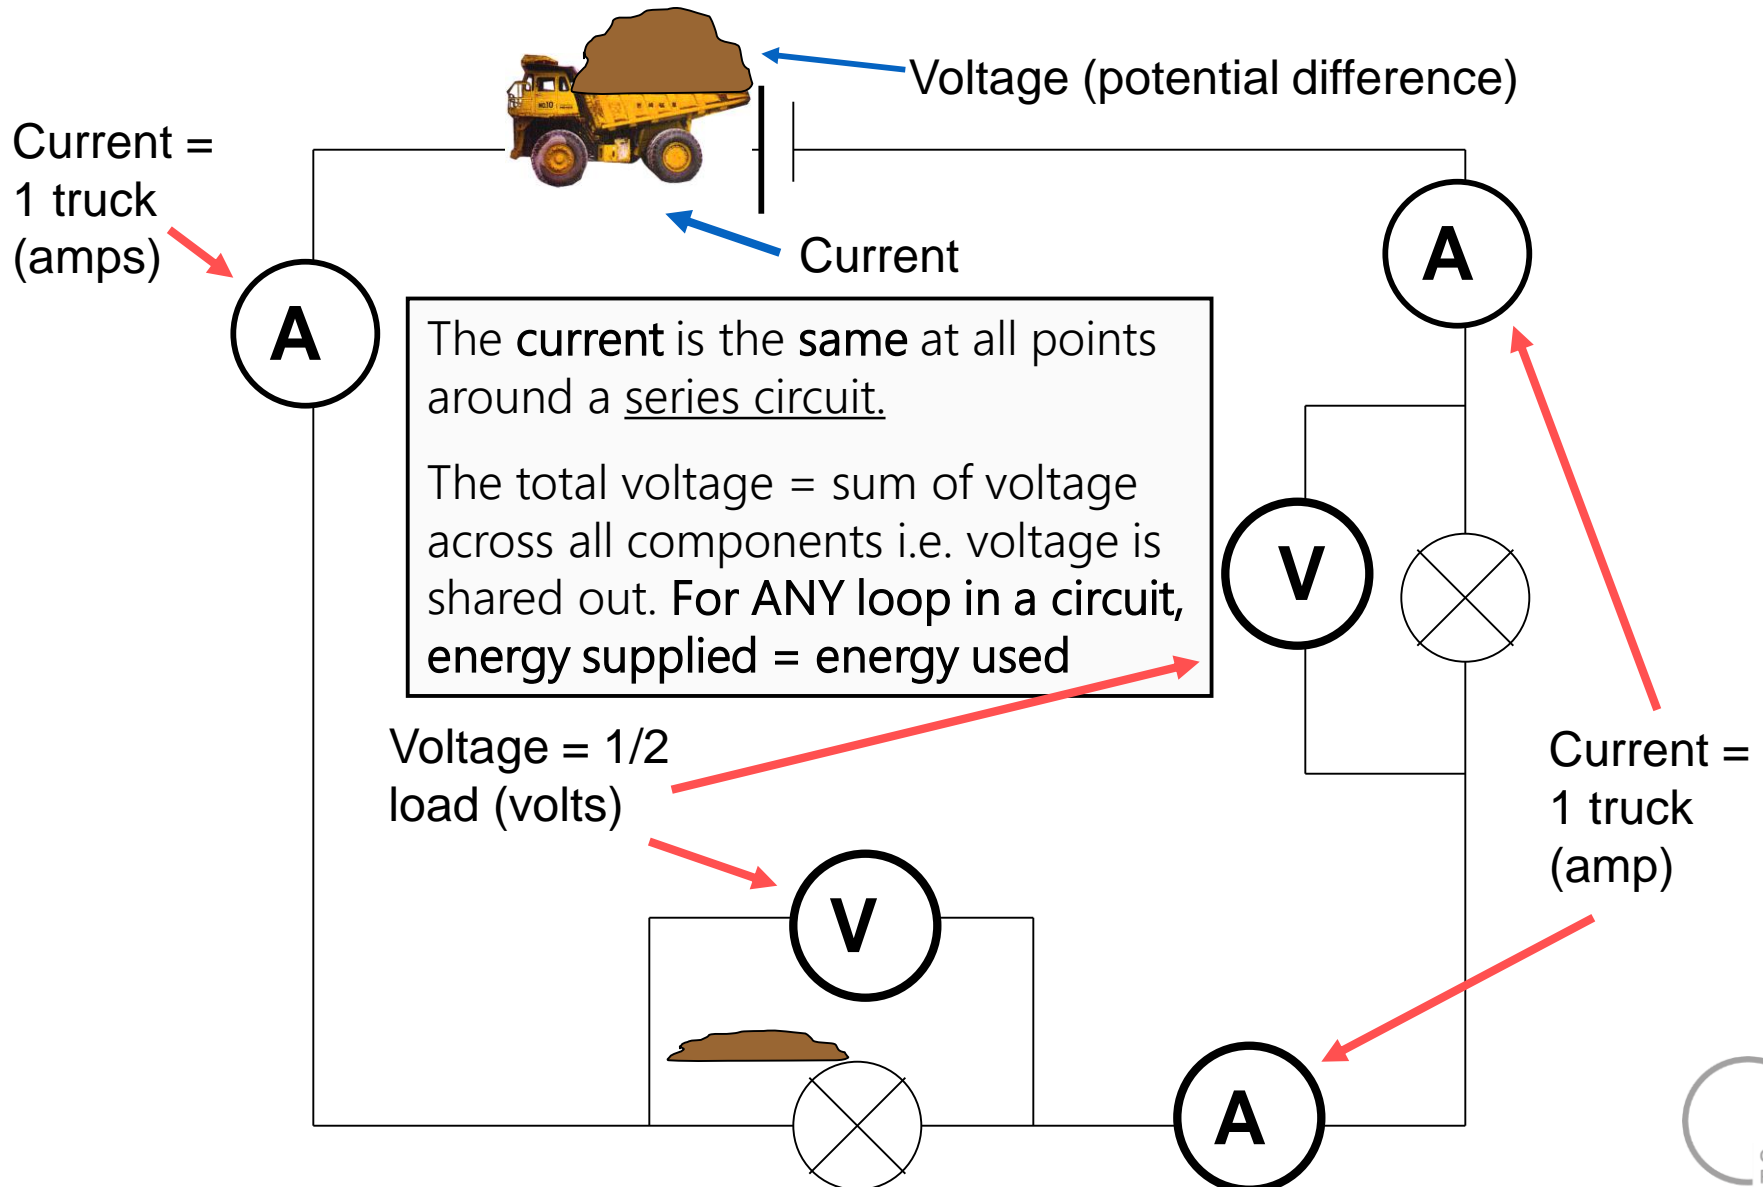 Voltage (potential difference)
Current =
1 truck
(amps)
NO.10
Current
A
A
The current is the same at all points
around a series circuit.
The total voltage = sum of voltage
across all components i.e. voltage is
shared out. For ANY loop in a circuit,
energy supplied = energy used
V
Voltage = 1/2
load (volts)
Current =
1 truck
(amp)
V
A